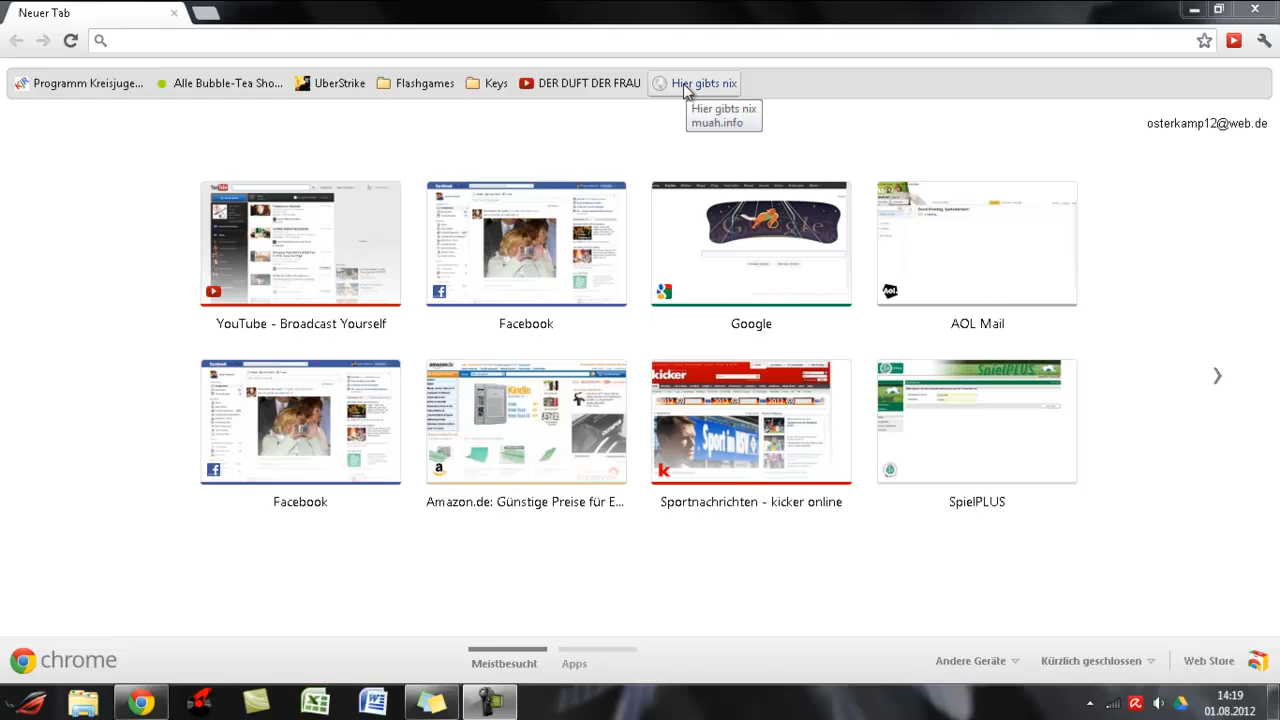 Neuer Tab
Programm Kreisjuge...
Alle Bubble-Tea Sho...
UberStrike
Flashgames
Keys
DER DUFT DER FRAU
Hier gibts nix
Hier gibts nix
muah.info
osterkamp12@web.de
YouTube - Broadcast Yourself
Facebook
Google
AOL Mail
kicker
SpielPLUS
Facebook
Amazon.de: Günstige Preise für E...
Sportnachrichten - kicker online
SpielPLUS
chrome
Meistbesucht
Apps
Andere Geräte
Kürzlich geschlossen
Web Store
14:19
01.08.2012